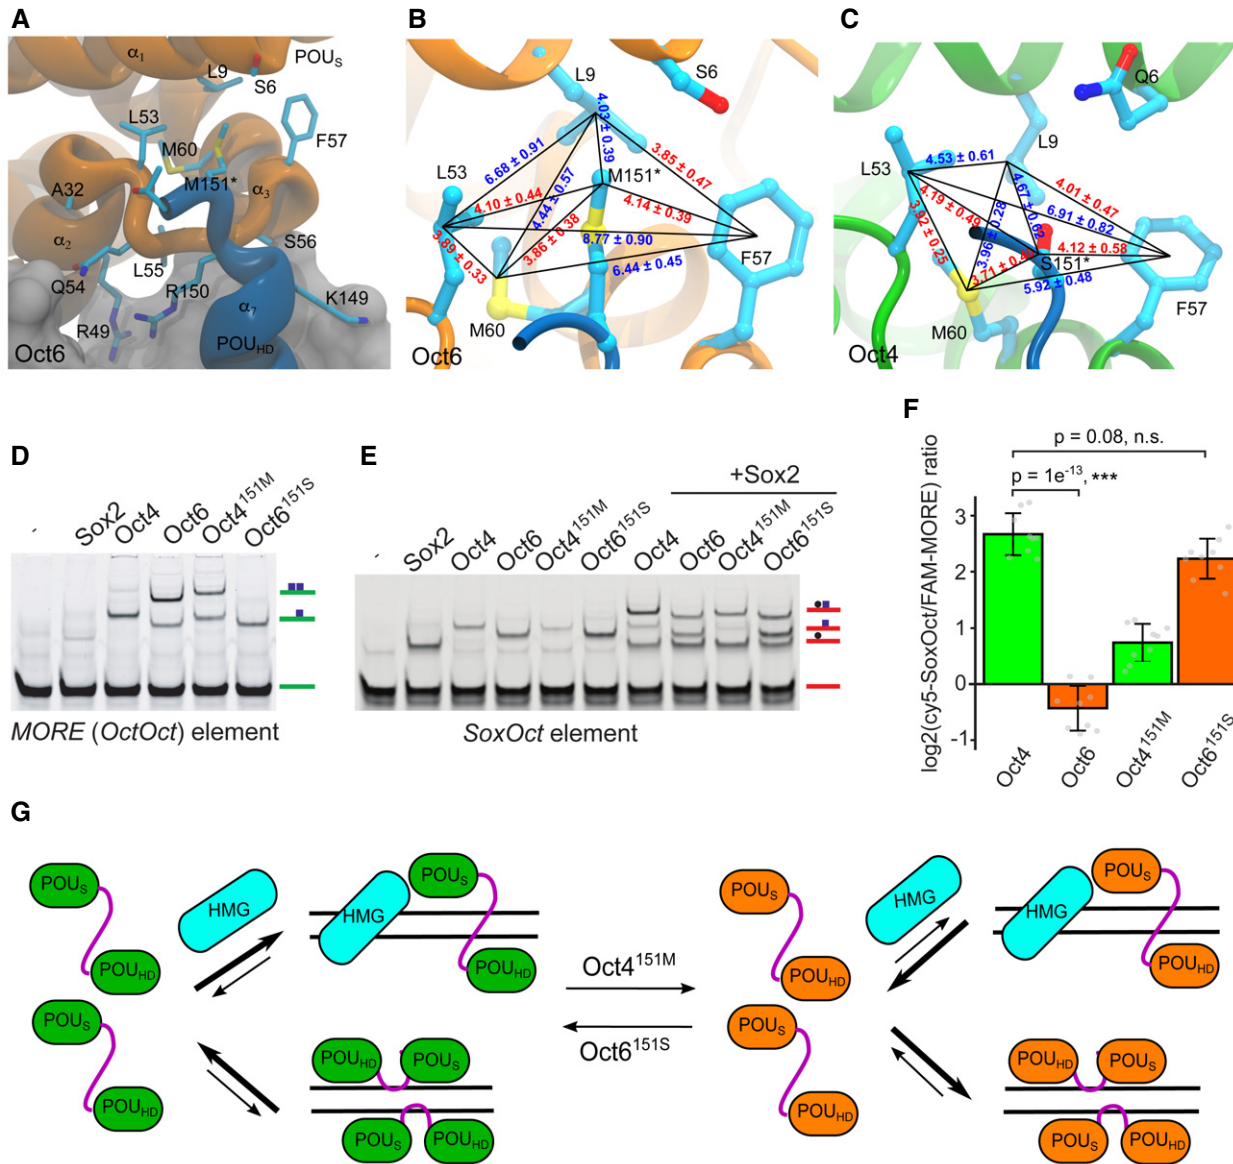 A
α1
L9
S6
POUS
L53
M60
F57
A32
M151*
α3
α2
S56
L55
Q54
R150
K149
α7
R49
POUHD
Oct6
B
L9
S6
4.03 ± 0.39
6.68 ± 0.91
3.85 ± 0.47
L53
4.44 ± 0.57
M151*
4.10 ± 0.44
4.14 ± 0.39
3.86 ± 0.38
8.77 ± 0.90
3.89 ± 0.33
6.44 ± 0.45
F57
M60
Oct6
C
Q6
L9
4.53 ± 0.61
L53
4.67 ± 0.62
4.01 ± 0.47
4.19 ± 0.49
6.91 ± 0.82
3.92 ± 0.25
3.96 ± 0.28
4.12 ± 0.58
S151*
5.92 ± 0.48
F57
M60
Oct4
D
-
Sox2
Oct4
Oct6
Oct4151M
Oct6151S
MORE (OctOct) element
E
+Sox2
-
Sox2
Oct4
Oct6
Oct4151M
Oct6151S
Oct4
Oct6
Oct4151M
Oct6151S
SoxOct element
F
p = 0.08, n.s.
p = 1e-13, ***
log2(cy5-SoxOct/FAM-MORE) ratio
3
2
1
0
-1
Oct4
Oct6
Oct4151M
Oct6151S
G
POUS
POUHD
POUS
POUHD
HMG
HMG
POUS
POUHD
POUHD
POUS
POUS
POUHD
Oct4151M
Oct6151S
POUS
POUHD
POUS
POUHD
HMG
HMG
POUS
POUHD
POUHD
POUS
POUS
POUHD